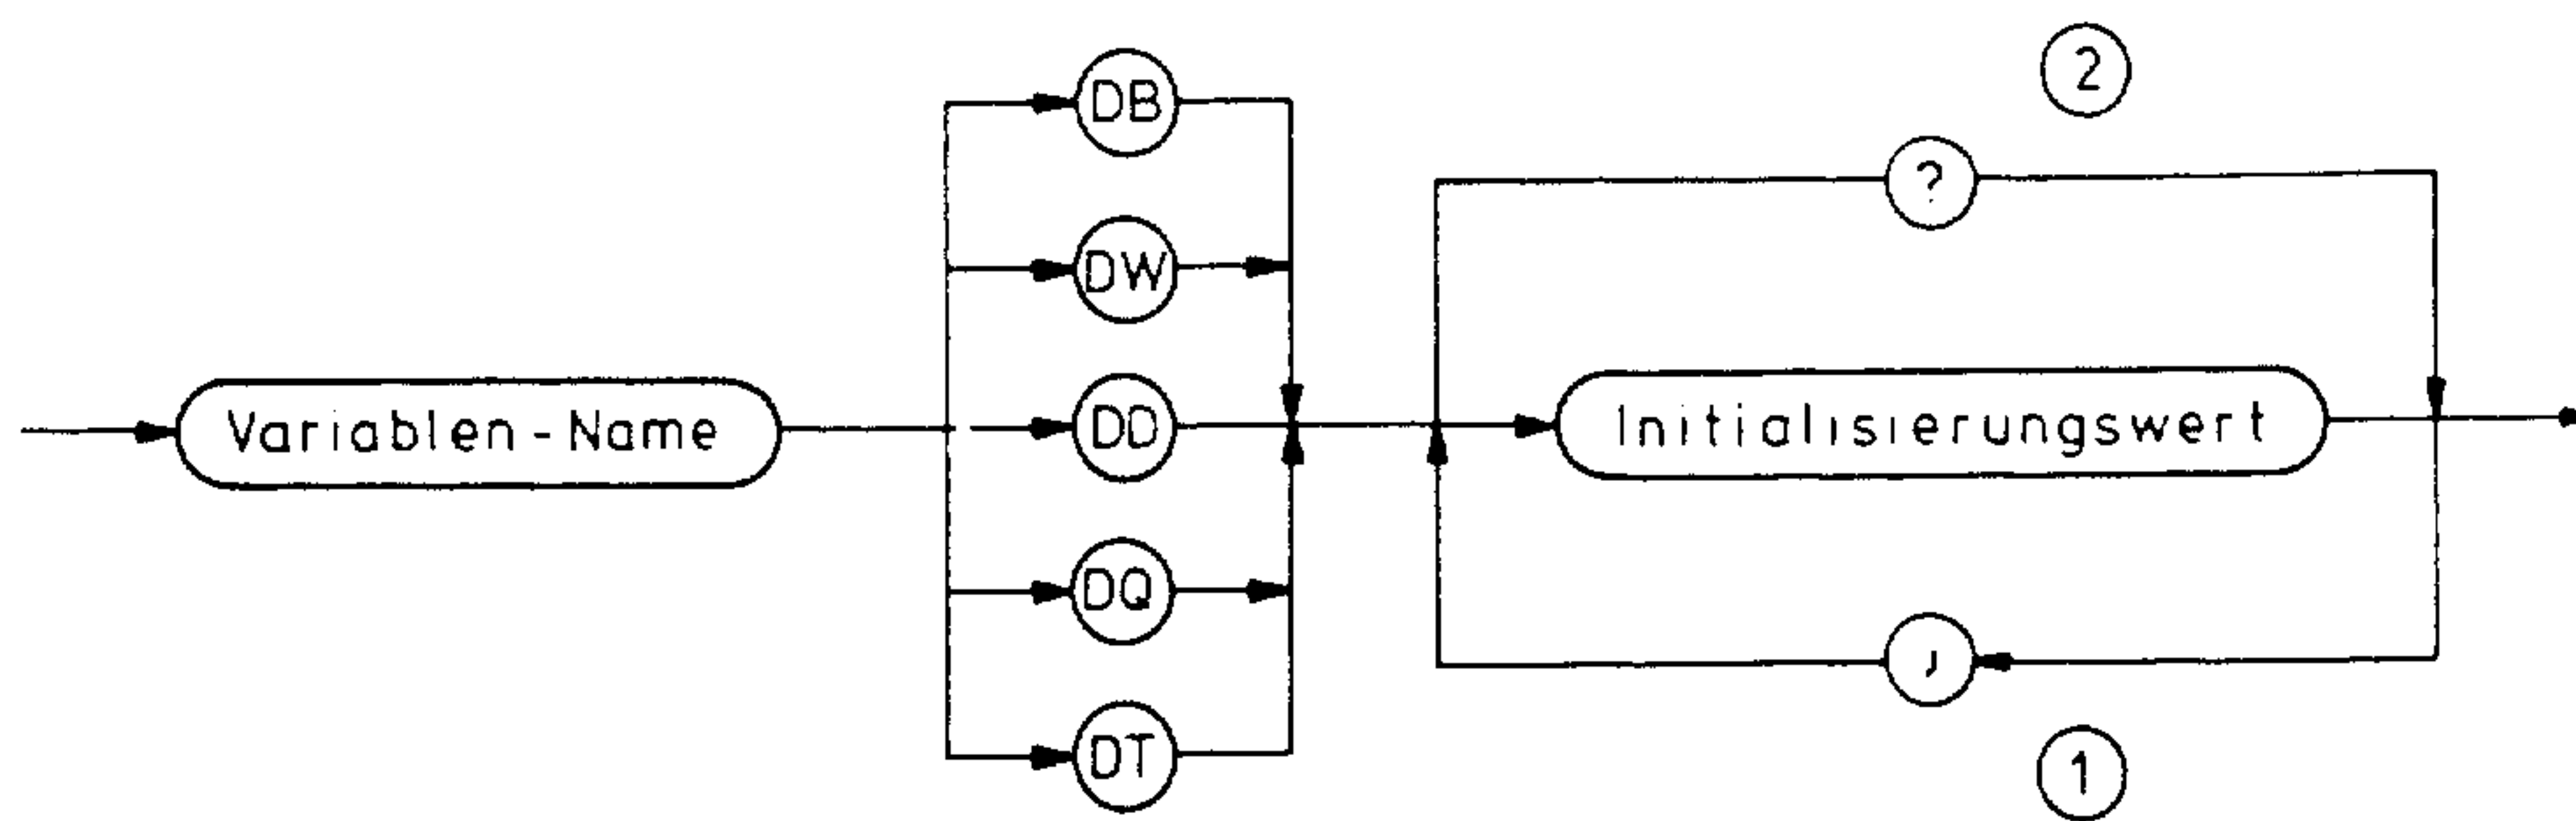 2
DB
?
DW
Variablen-Name
DD
Initialisierungswert
DQ
,
DT
1